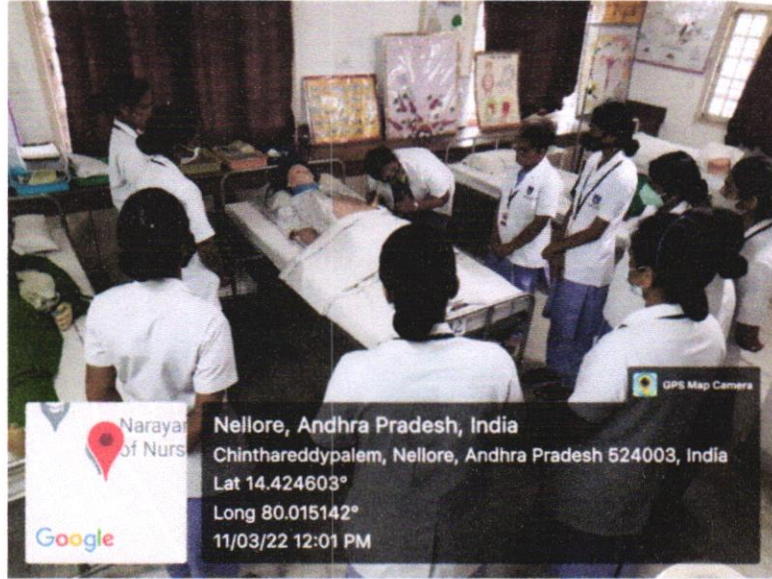 GPS Map Camera
Narayan
of Nurs
Google
Nellore, Andhra Pradesh, India
Chinthareddypalem, Nellore, Andhra Pradesh 524003, India
Lat 14.424603°
Long 80.015142°
11/03/22 12:01 PM